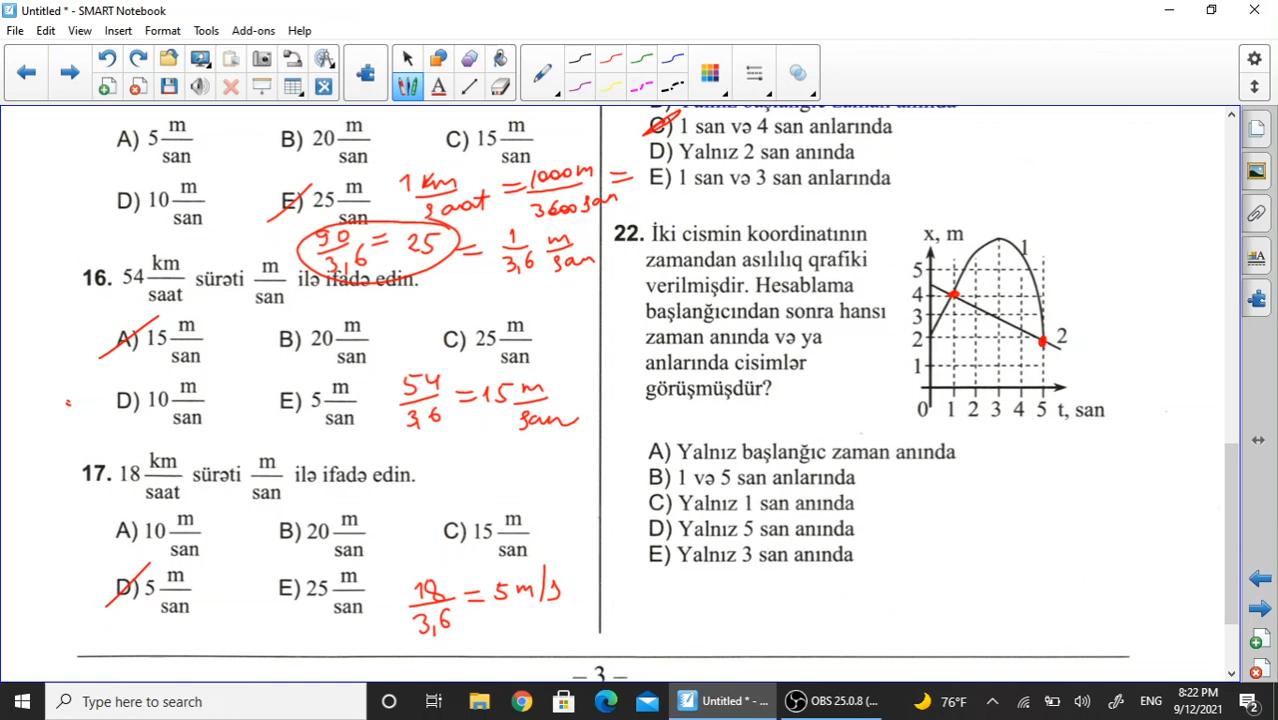 Untitled * - SMART Notebook
File Edit View Insert Format Tools Add-ons Help
A) 5 m/san B) 20 m/san C) 15 m/san
D) 10 m/san E) 25 m/san
1 km/saat = 1000m/3600san =
90/3,6 = 25 = 1/3,6 m/san
16. 54 km/saat sürəti m/san ilə ifadə edin.
A) 15 m/san B) 20 m/san C) 25 m/san
D) 10 m/san E) 5 m/san
54/3,6 = 15 m/san
17. 18 km/saat sürəti m/san ilə ifadə edin.
A) 10 m/san B) 20 m/san C) 15 m/san
D) 5 m/san E) 25 m/san
18/3,6 = 5 m/s
C) 1 san və 4 san anlarında
D) Yalnız 2 san anında
E) 1 san və 3 san anlarında
22. İki cismin koordinatının
zamandan asılılıq qrafiki
verilmişdir. Hesablama
başlanğıcından sonra hansı
zaman anında və ya
anlarında cisimlər
görüşmüşdür?
x, m
1
5
4
3
2
2
1
0 1 2 3 4 5 t, san
A) Yalnız başlanğıc zaman anında
B) 1 və 5 san anlarında
C) Yalnız 1 san anında
D) Yalnız 5 san anında
E) Yalnız 3 san anında
– 3 –
Type here to search
Untitled * - ...
OBS 25.0.8 (...
76°F
ENG
8:22 PM
9/12/2021
2